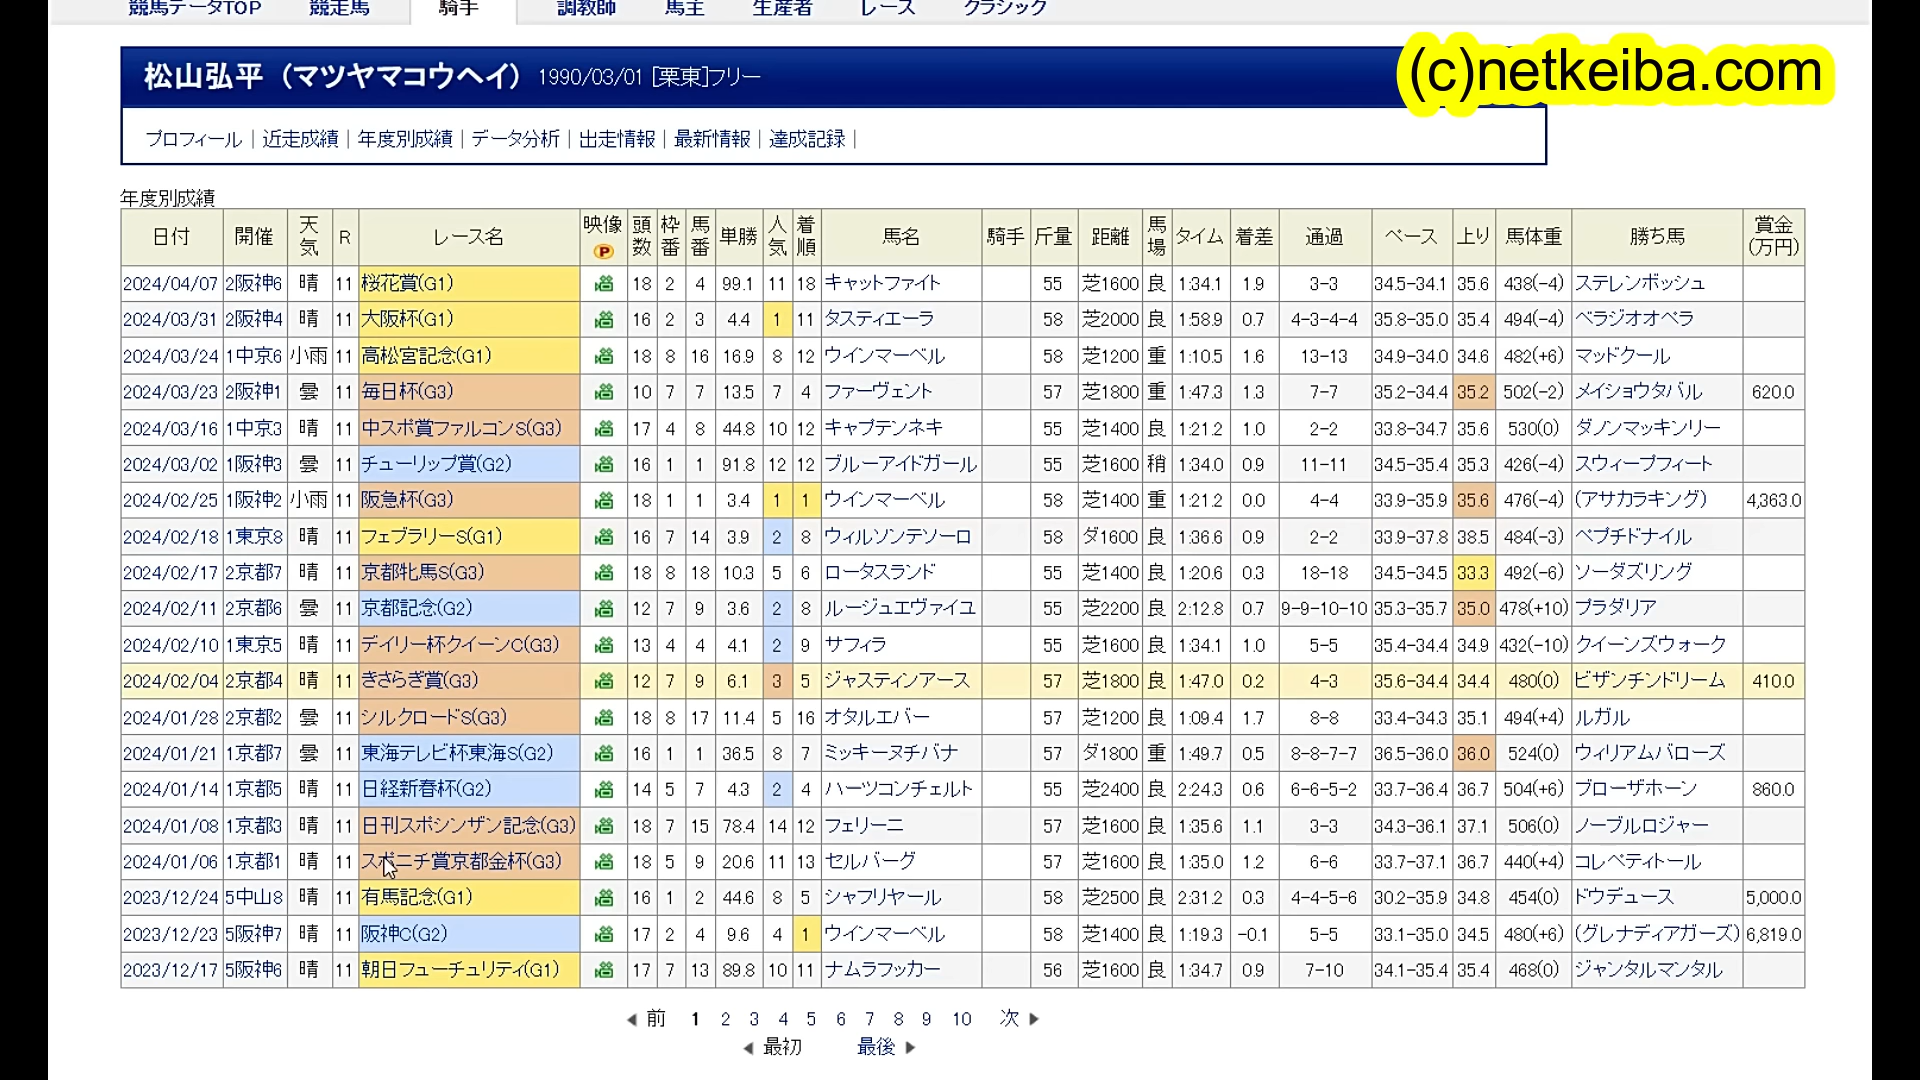 競馬データTOP 競走馬 騎手 調教師 馬主 生産者 レース クラシック
(c)netkeiba.com
松山弘平（マツヤマコウヘイ） 1990/03/01 [栗東]フリー
プロフィール｜近走成績｜年度別成績｜データ分析｜出走情報｜最新情報｜達成記録｜
年度別成績
日付 開催 天気 R レース名 映像 P 頭数 枠番 馬番 単勝 人気 着順 馬名 騎手 斤量 距離 馬場 タイム 着差 通過 ペース 上り 馬体重 勝ち馬 賞金(万円)
2024/04/07 2阪神6 晴 11 桜花賞(G1) 18 2 4 99.1 11 18 キャットファイト 55 芝1600 良 1:34.1 1.9 3-3 34.5-34.1 35.6 438(-4) ステレンボッシュ
2024/03/31 2阪神4 晴 11 大阪杯(G1) 16 2 3 4.4 1 11 タスティエーラ 58 芝2000 良 1:58.9 0.7 4-3-4-4 35.8-35.0 35.4 494(-4) ベラジオオペラ
2024/03/24 1中京6 小雨 11 高松宮記念(G1) 18 8 16 16.9 8 12 ウインマーベル 58 芝1200 重 1:10.5 1.6 13-13 34.9-34.0 34.6 482(+6) マッドクール
2024/03/23 2阪神1 曇 11 毎日杯(G3) 10 7 7 13.5 7 4 ファーヴェント 57 芝1800 重 1:47.3 1.3 7-7 35.2-34.4 35.2 502(-2) メイショウタバル 620.0
2024/03/16 1中京3 晴 11 中スポ賞ファルコンS(G3) 17 4 8 44.8 10 12 キャプテンネキ 55 芝1400 良 1:21.2 1.0 2-2 33.8-34.7 35.6 530(0) ダノンマッキンリー
2024/03/02 1阪神3 曇 11 チューリップ賞(G2) 16 1 1 91.8 12 12 ブルーアイドガール 55 芝1600 稍 1:34.0 0.9 11-11 34.5-35.4 35.3 426(-4) スウィープフィート
2024/02/25 1阪神2 小雨 11 阪急杯(G3) 18 1 1 3.4 1 1 ウインマーベル 58 芝1400 重 1:21.2 0.0 4-4 33.9-35.9 35.6 476(-4) (アサカラキング) 4,363.0
2024/02/18 1東京8 晴 11 フェブラリーS(G1) 16 7 14 3.9 2 8 ウィルソンテソーロ 58 ダ1600 良 1:36.6 0.9 2-2 33.9-37.8 38.5 484(-3) ペプチドナイル
2024/02/17 2京都7 晴 11 京都牝馬S(G3) 18 8 18 10.3 5 6 ロータスランド 55 芝1400 良 1:20.6 0.3 18-18 34.5-34.5 33.3 492(-6) ソーダズリング
2024/02/11 2京都6 曇 11 京都記念(G2) 12 7 9 3.6 2 8 ルージュエヴァイユ 55 芝2200 良 2:12.8 0.7 9-9-10-10 35.3-35.7 35.0 478(+10) プラダリア
2024/02/10 1東京5 晴 11 デイリー杯クイーンC(G3) 13 4 4 4.1 2 9 サフィラ 55 芝1600 良 1:34.1 1.0 5-5 35.4-34.4 34.9 432(-10) クイーンズウォーク
2024/02/04 2京都4 晴 11 きさらぎ賞(G3) 12 7 9 6.1 3 5 ジャスティンアース 57 芝1800 良 1:47.0 0.2 4-3 35.6-34.4 34.4 480(0) ビザンチンドリーム 410.0
2024/01/28 2京都2 曇 11 シルクロードS(G3) 18 8 17 11.4 5 16 オタルエバー 57 芝1200 良 1:09.4 1.7 8-8 33.4-34.3 35.1 494(+4) ルガル
2024/01/21 1京都7 曇 11 東海テレビ杯東海S(G2) 16 1 1 36.5 8 7 ミッキーヌチバナ 57 ダ1800 重 1:49.7 0.5 8-8-7-7 36.5-36.0 36.0 524(0) ウィリアムバローズ
2024/01/14 1京都5 晴 11 日経新春杯(G2) 14 5 7 4.3 2 4 ハーツコンチェルト 55 芝2400 良 2:24.3 0.6 6-6-5-2 33.7-36.4 36.7 504(+6) ブローザホーン 860.0
2024/01/08 1京都3 晴 11 日刊スポシンザン記念(G3) 18 7 15 78.4 14 12 フェリーニ 57 芝1600 良 1:35.6 1.1 3-3 34.3-36.1 37.1 506(0) ノーブルロジャー
2024/01/06 1京都1 晴 11 スポニチ賞京都金杯(G3) 18 5 9 20.6 11 13 セルバーグ 57 芝1600 良 1:35.0 1.2 6-6 33.7-37.1 36.7 440(+4) コレペティトール
2023/12/24 5中山8 晴 11 有馬記念(G1) 16 1 2 44.6 8 5 シャフリヤール 58 芝2500 良 2:31.2 0.3 4-4-5-6 30.2-35.9 34.8 454(0) ドウデュース 5,000.0
2023/12/23 5阪神7 晴 11 阪神C(G2) 17 2 4 9.6 4 1 ウインマーベル 58 芝1400 良 1:19.3 -0.1 5-5 33.1-35.0 34.5 480(+6) (グレナディアガーズ) 6,819.0
2023/12/17 5阪神6 晴 11 朝日フューチュリティ(G1) 17 7 13 89.8 10 11 ナムラフッカー 56 芝1600 良 1:34.7 0.9 7-10 34.1-35.4 35.4 468(0) ジャンタルマンタル
前 1 2 3 4 5 6 7 8 9 10 次
最初 最後